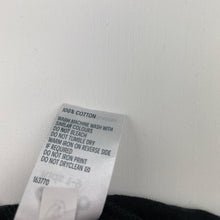 100% COTTON
WARM MACHINE WASH WITH
SIMILAR COLOURS
DO NOT BLEACH
DO NOT TUMBLE DRY
WARM IRON ON REVERSE SIDE
IF REQUIRED
DO NOT IRON PRINT
DO NOT DRYCLEAN
163770